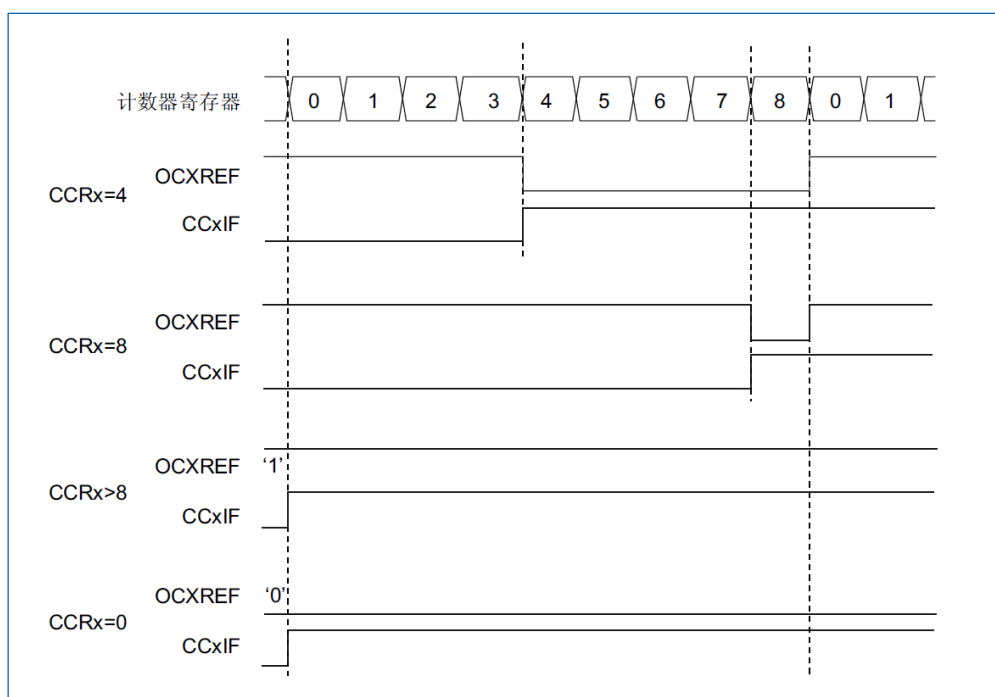 计数器寄存器 0 1 2 3 4 5 6 7 8 0 1
OCXREF
CCRx=4
CCxIF
OCXREF
CCRx=8
CCxIF
OCXREF '1'
CCRx>8
CCxIF
OCXREF '0'
CCRx=0
CCxIF